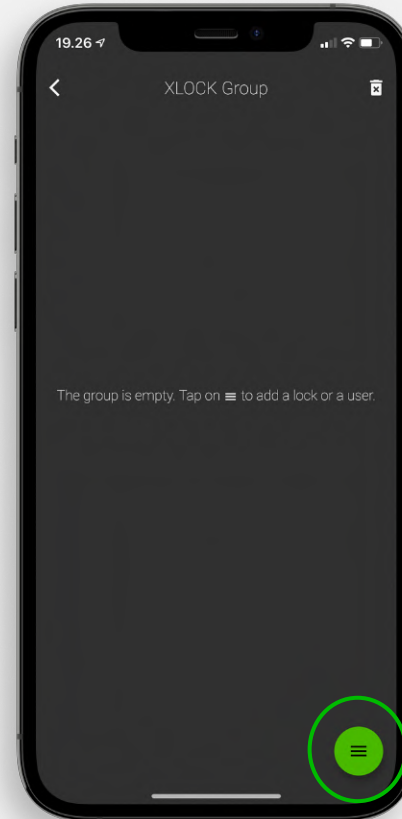 19.26
XLOCK Group
The group is empty. Tap on ≡ to add a lock or a user.